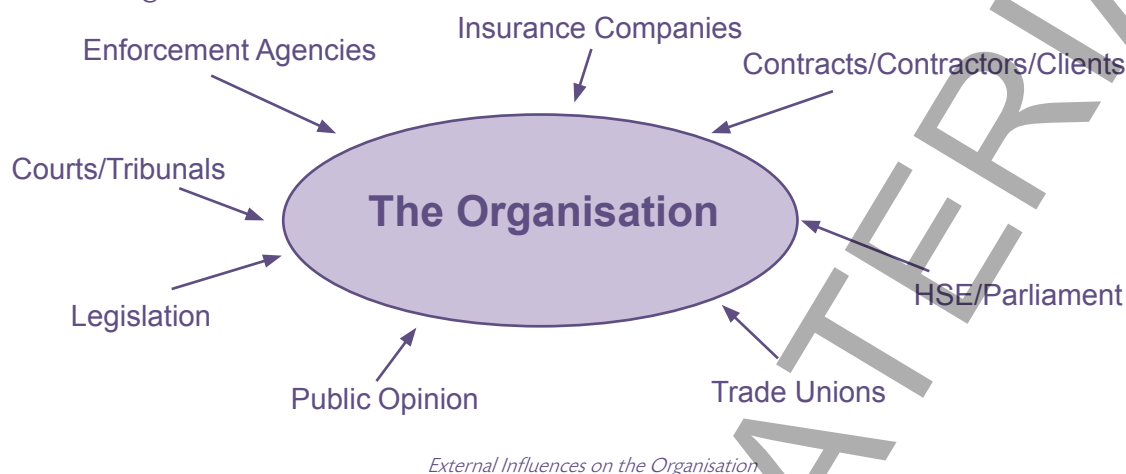 Insurance Companies
Enforcement Agencies
Contracts/Contractors/Clients
Courts/Tribunals
The Organisation
HSE/Parliament
Legislation
Trade Unions
Public Opinion
External Influences on the Organisation